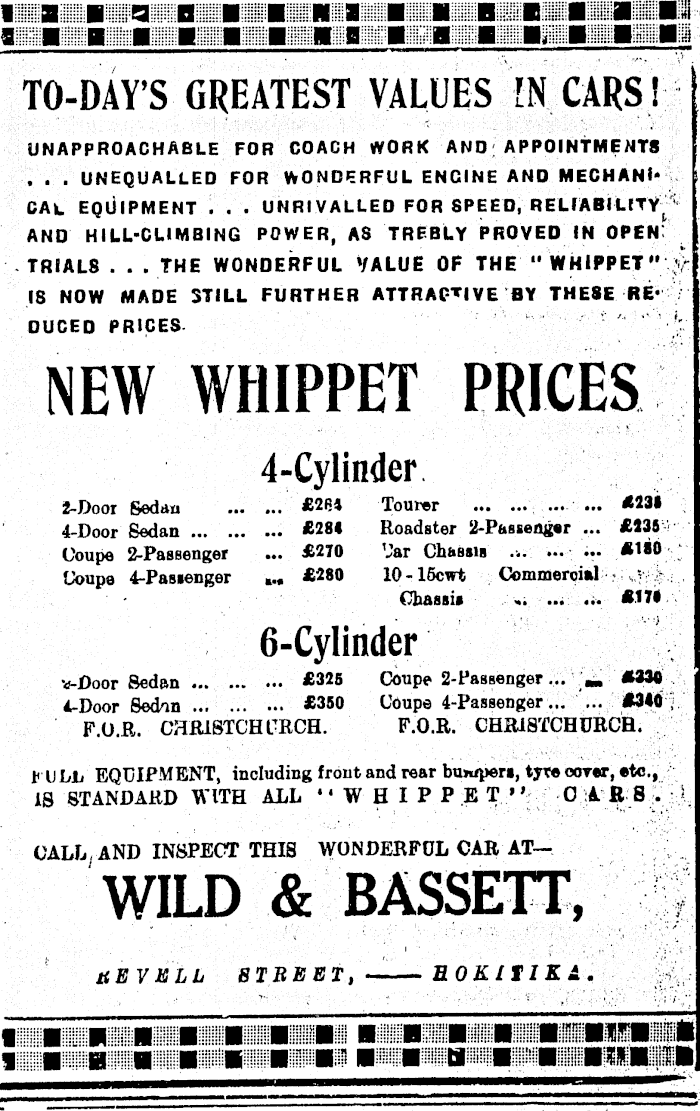 TO-DAY'S GREATEST VALUES IN CARS!
UNAPPROACHABLE FOR COACH WORK AND APPOINTMENTS
... UNEQUALLED FOR WONDERFUL ENGINE AND MECHANI-
CAL EQUIPMENT ... UNRIVALLED FOR SPEED, RELIABILITY
AND HILL-CLIMBING POWER, AS TREBLY PROVED IN OPEN
TRIALS ... THE WONDERFUL VALUE OF THE "WHIPPET"
IS NOW MADE STILL FURTHER ATTRACTIVE BY THESE RE-
DUCED PRICES.
NEW WHIPPET PRICES
4-Cylinder
2-Door Sedan ... ... £264
4-Door Sedan ... ... ... £284
Coupe 2-Passenger ... £270
Coupe 4-Passenger ... £280
Tourer ... ... ... ... £235
Roadster 2-Passenger ... £235
Car Chassis ... ... ... £180
10-15cwt Commercial
Chassis ... ... ...
6-Cylinder
2-Door Sedan ... ... ... £325
4-Door Sedan ... ... ... £350
F.O.R. CHRISTCHURCH.
Coupe 2-Passenger ... ... £330
Coupe 4-Passenger ... ... £340
F.O.R. CHRISTCHURCH.
FULL EQUIPMENT, including front and rear bumpers, tyre cover, etc.,
IS STANDARD WITH ALL "WHIPPET" CARS.
CALL AND INSPECT THIS WONDERFUL CAR AT—
WILD & BASSETT,
REVELL STREET, —— HOKITIKA.